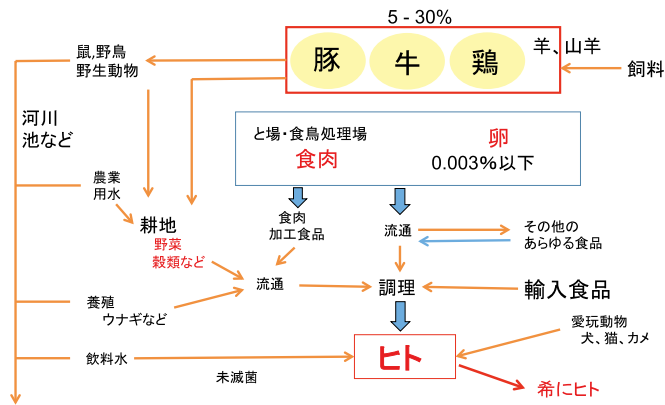 5 - 30%
鼠,野鳥
野生動物
豚 牛 鶏
羊、山羊
飼料
河川
池など
と場・食鳥処理場
食肉
卵
0.003%以下
農業
用水
耕地
野菜
穀類など
食肉
加工食品
流通
その他の
あらゆる食品
流通
調理
輸入食品
養殖
ウナギなど
愛玩動物
犬、猫、カメ
飲料水
未滅菌
ヒト
希にヒト